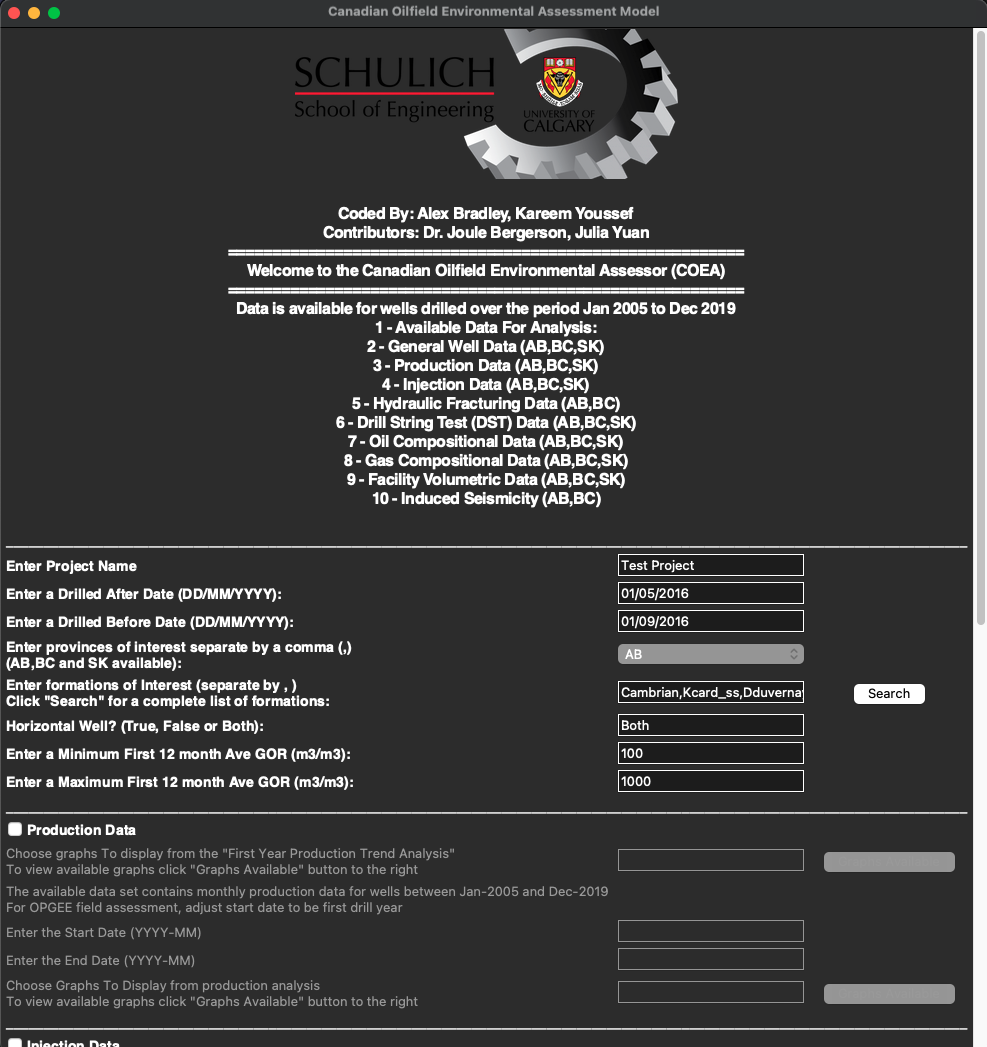 Canadian Oilfield Environmental Assessment Model
SCHULICH
School of Engineering
UNIVERSITY OF
CALGARY
Coded By: Alex Bradley, Kareem Youssef
Contributors: Dr. Joule Bergerson, Julia Yuan
Welcome to the Canadian Oilfield Environmental Assessor (COEA)
Data is available for wells drilled over the period Jan 2005 to Dec 2019
1 - Available Data For Analysis:
2 - General Well Data (AB,BC,SK)
3 - Production Data (AB,BC,SK)
4 - Injection Data (AB,BC,SK)
5 - Hydraulic Fracturing Data (AB,BC)
6 - Drill String Test (DST) Data (AB,BC,SK)
7 - Oil Compositional Data (AB,BC,SK)
8 - Gas Compositional Data (AB,BC,SK)
9 - Facility Volumetric Data (AB,BC,SK)
10 - Induced Seismicity (AB,BC)
Enter Project Name
Test Project
Enter a Drilled After Date (DD/MM/YYYY):
01/05/2016
Enter a Drilled Before Date (DD/MM/YYYY):
01/09/2016
Enter provinces of interest separate by a comma (,)
(AB,BC and SK available):
AB
Enter formations of Interest (separate by , )
Click "Search" for a complete list of formations:
Cambrian,Kcard_ss,Dduvernay
Search
Horizontal Well? (True, False or Both):
Both
Enter a Minimum First 12 month Ave GOR (m3/m3):
100
Enter a Maximum First 12 month Ave GOR (m3/m3):
1000
Production Data
Choose graphs To display from the "First Year Production Trend Analysis"
To view available graphs click "Graphs Available" button to the right
The available data set contains monthly production data for wells between Jan-2005 and Dec-2019
For OPGEE field assessment, adjust start date to be first drill year
Enter the Start Date (YYYY-MM)
Enter the End Date (YYYY-MM)
Choose Graphs To Display from production analysis
To view available graphs click "Graphs Available" button to the right
Injection Data